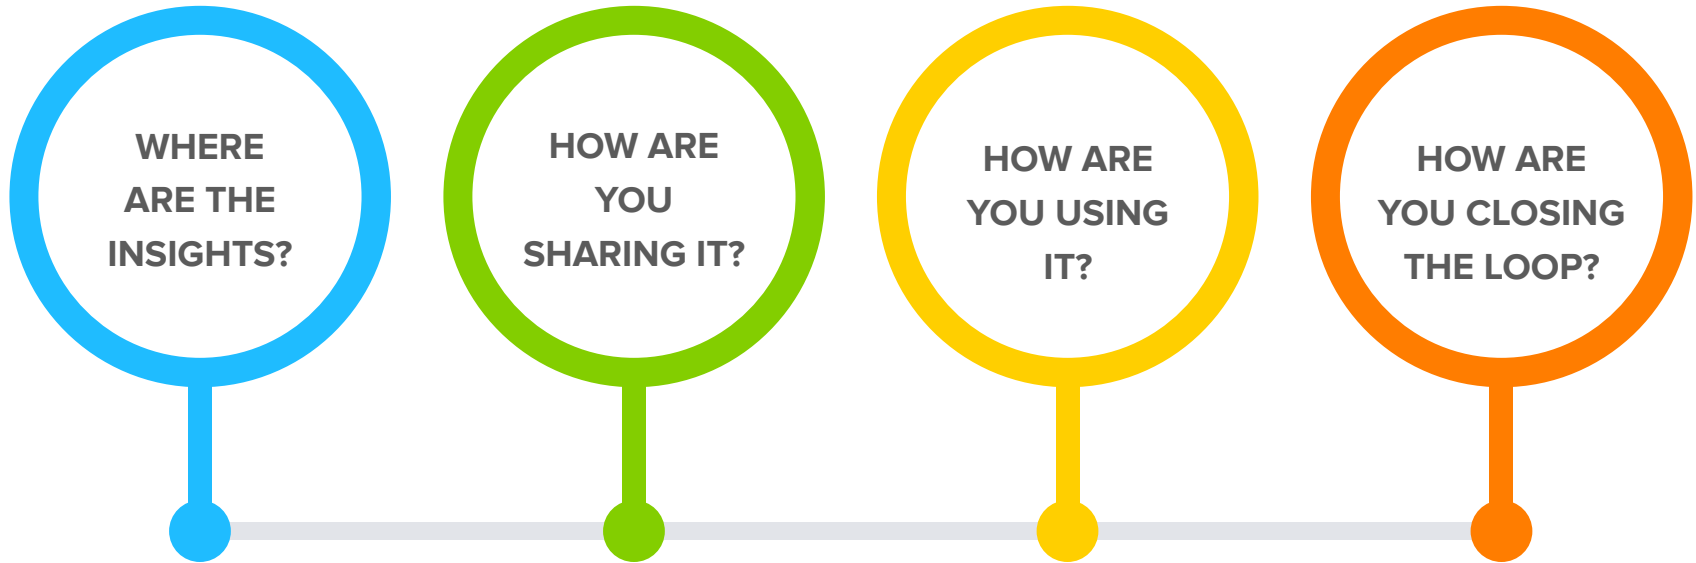 WHERE
ARE THE
INSIGHTS?
HOW ARE
YOU
SHARING IT?
HOW ARE
YOU USING
IT?
HOW ARE
YOU CLOSING
THE LOOP?